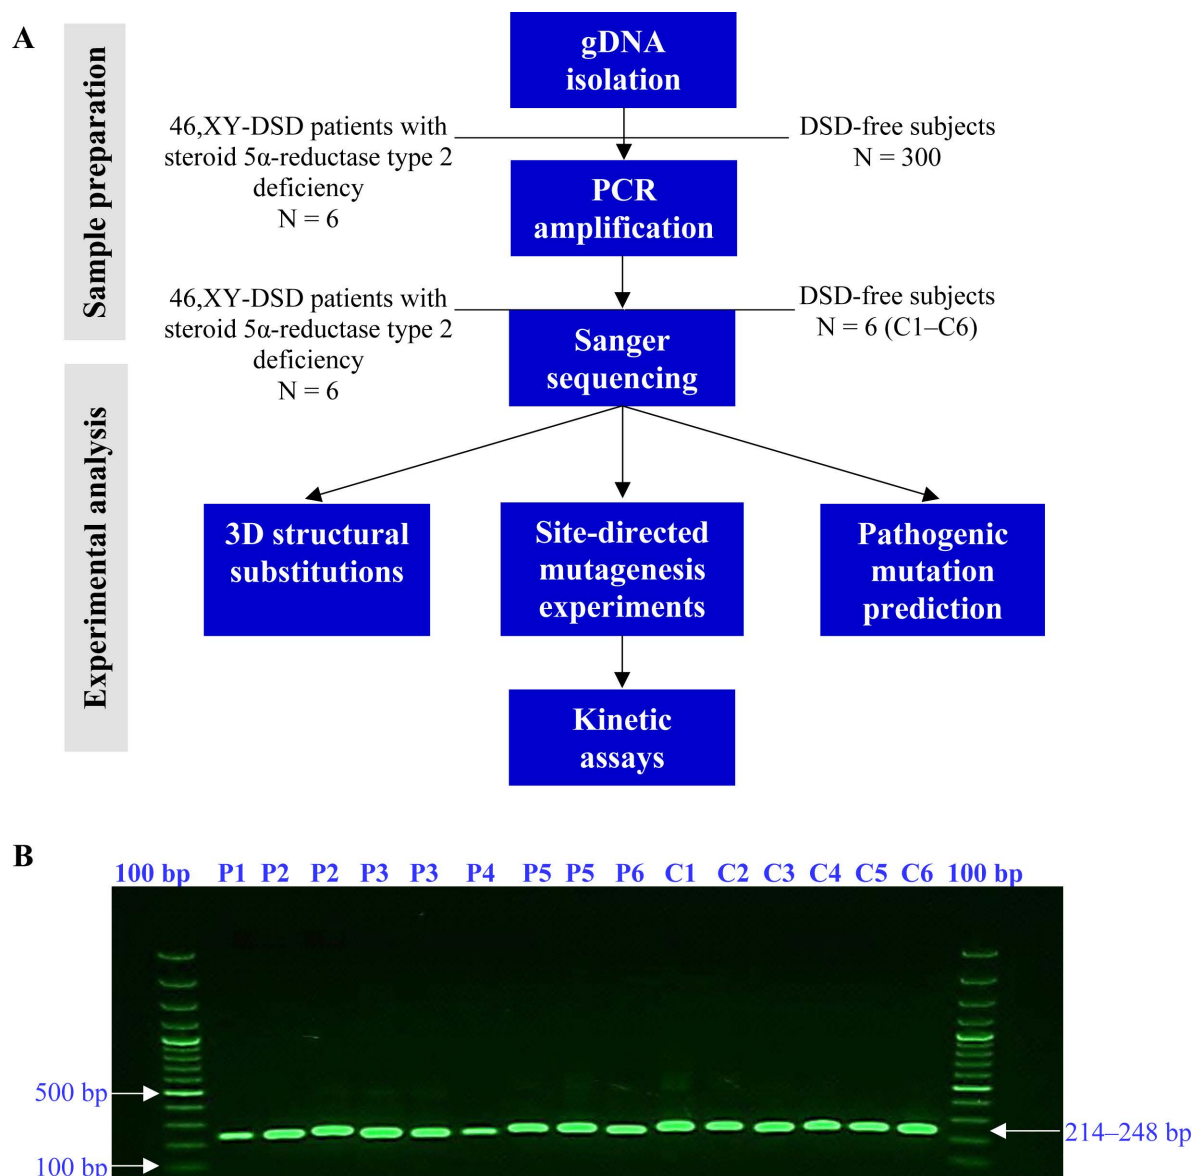 A
Sample preparation
gDNA
isolation
46,XY-DSD patients with
steroid 5α-reductase type 2
deficiency
N = 6
DSD-free subjects
N = 300
PCR
amplification
46,XY-DSD patients with
steroid 5α-reductase type 2
deficiency
N = 6
DSD-free subjects
N = 6 (C1–C6)
Sanger
sequencing
Experimental analysis
3D structural
substitutions
Site-directed
mutagenesis
experiments
Pathogenic
mutation
prediction
Kinetic
assays
B
100 bp P1 P2 P2 P3 P3 P4 P5 P5 P6 C1 C2 C3 C4 C5 C6 100 bp
500 bp
214–248 bp
100 bp